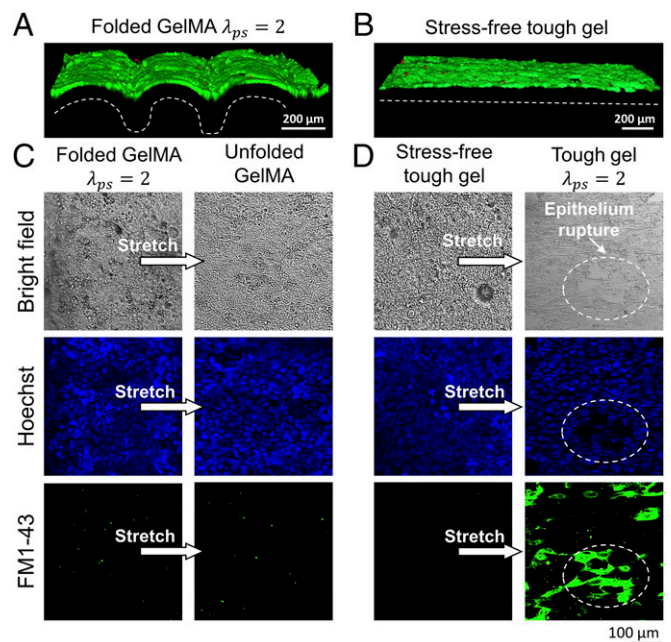 A
Folded GelMA λps = 2
200 µm
B
Stress-free tough gel
200 µm
C
Folded GelMA
λps = 2
Unfolded
GelMA
D
Stress-free
tough gel
Tough gel
λps = 2
Bright field
Stretch
Stretch
Epithelium
rupture
Hoechst
Stretch
Stretch
FM1-43
Stretch
Stretch
100 µm